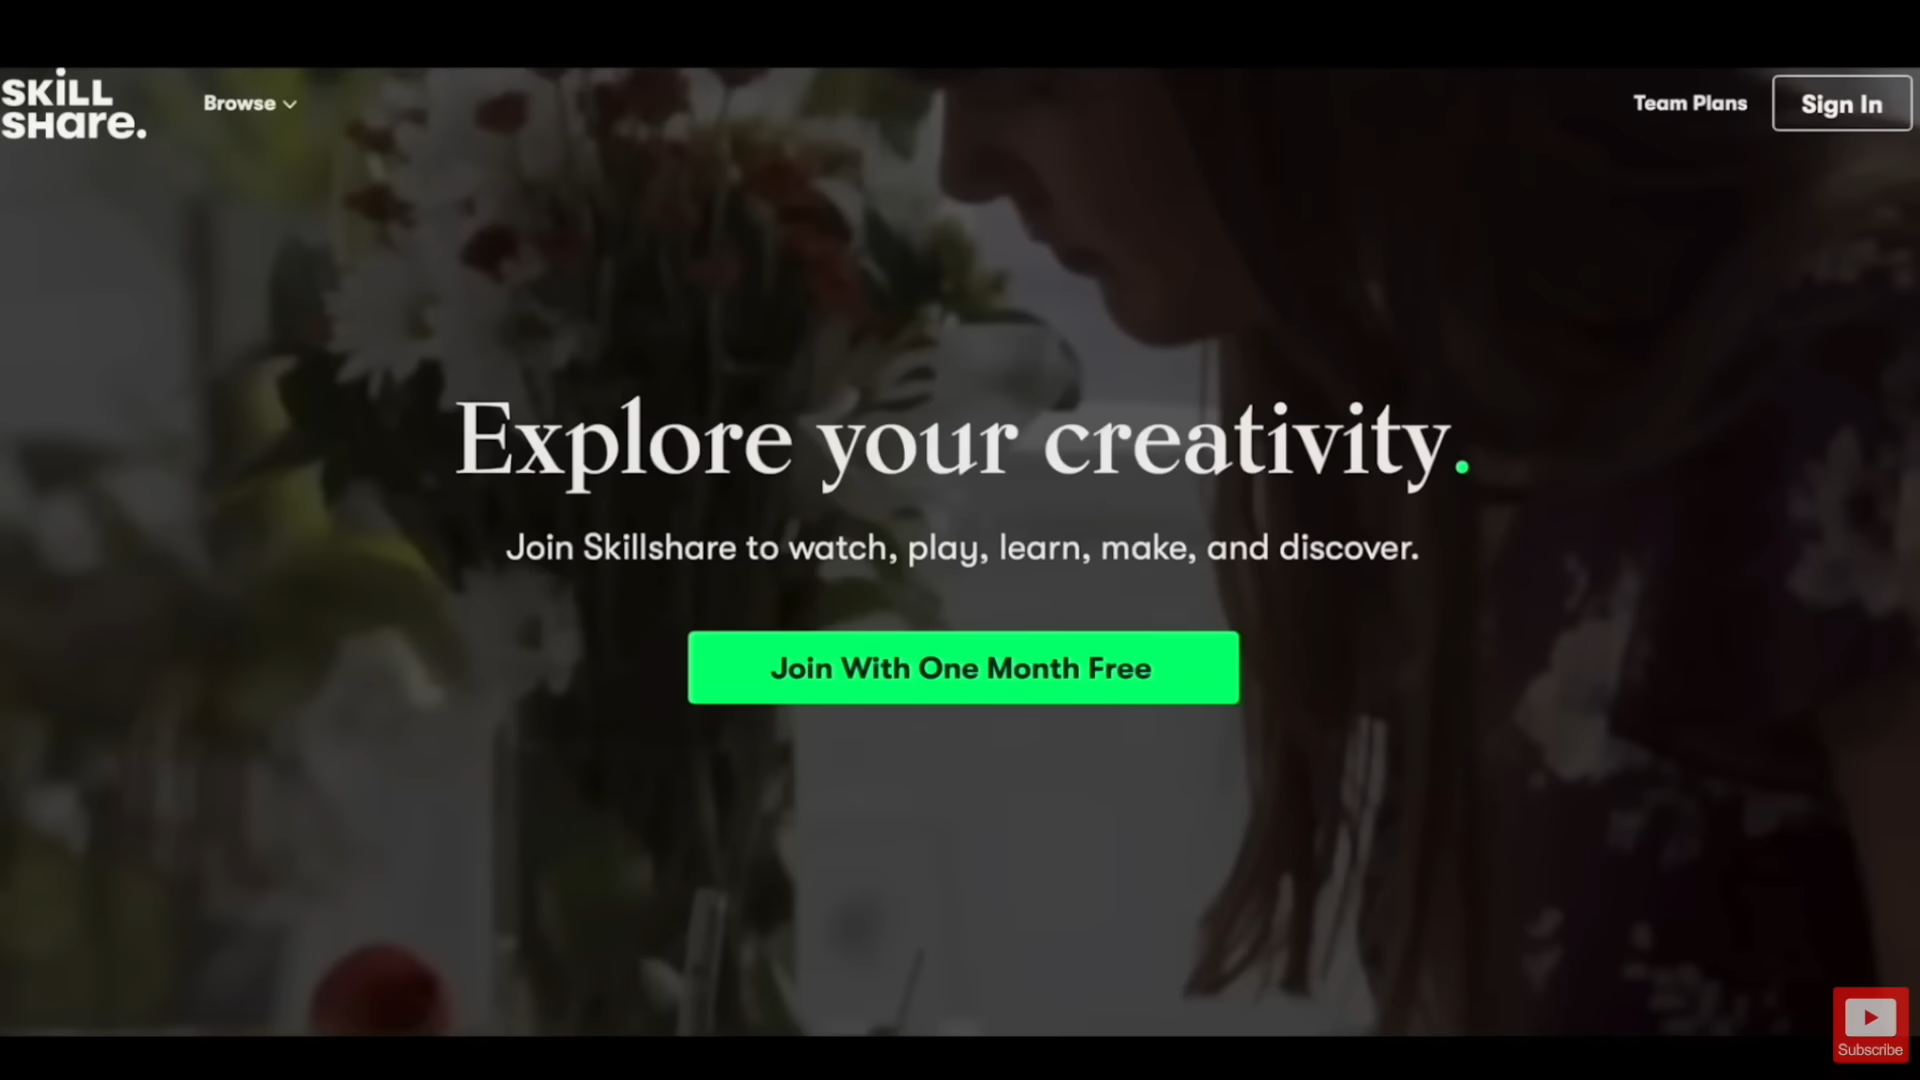 SKILL
SHare.
Browse
Team Plans
Sign In
Explore your creativity.
Join Skillshare to watch, play, learn, make, and discover.
Join With One Month Free
Subscribe